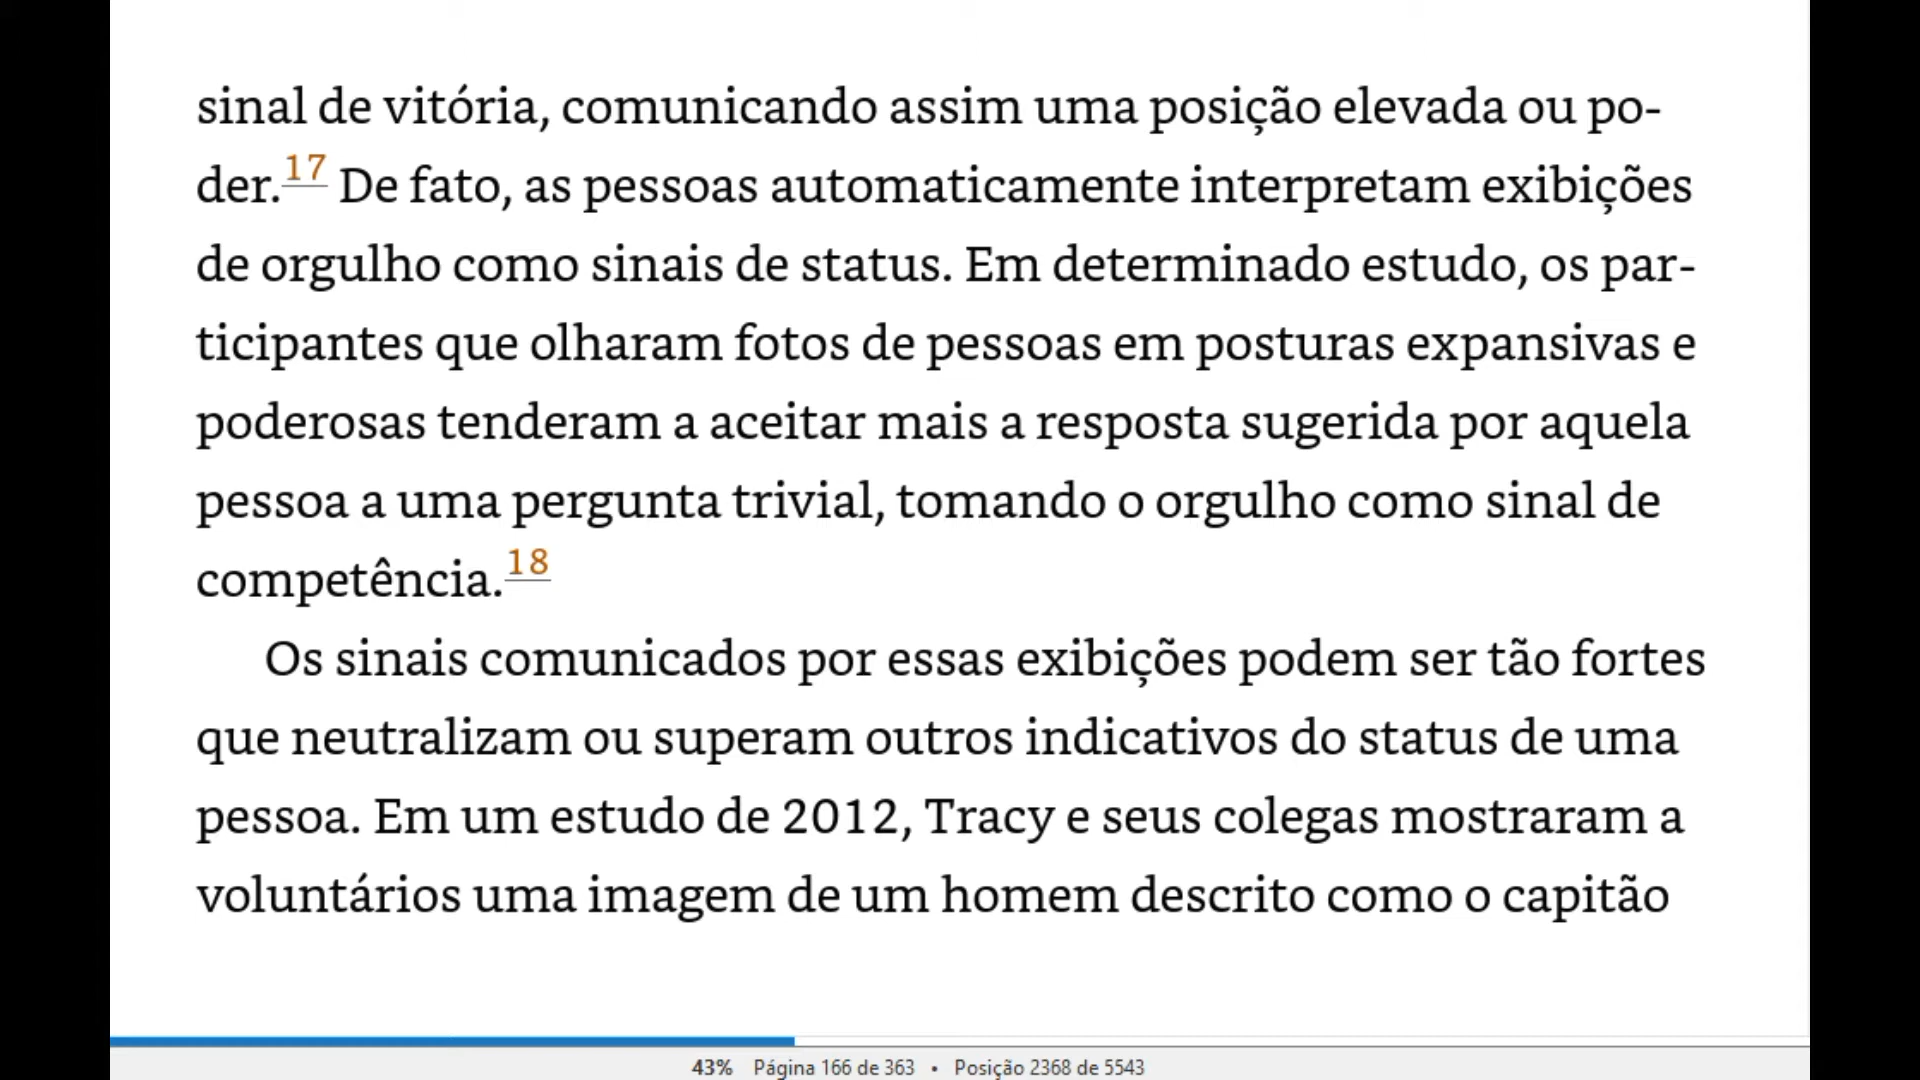 sinal de vitória, comunicando assim uma posição elevada ou po-
der.17 De fato, as pessoas automaticamente interpretam exibições
de orgulho como sinais de status. Em determinado estudo, os par-
ticipantes que olharam fotos de pessoas em posturas expansivas e
poderosas tenderam a aceitar mais a resposta sugerida por aquela
pessoa a uma pergunta trivial, tomando o orgulho como sinal de
competência.18
Os sinais comunicados por essas exibições podem ser tão fortes
que neutralizam ou superam outros indicativos do status de uma
pessoa. Em um estudo de 2012, Tracy e seus colegas mostraram a
voluntários uma imagem de um homem descrito como o capitão
43% Página 166 de 363 • Posição 2368 de 5543